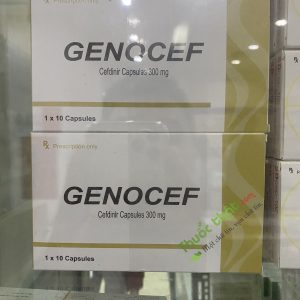 Rx Prescription only
GENOCEF
Cefdinir Capsules 300 mg
1 x 10 Capsules
Rx Prescription only
GENOCEF
Cefdinir Capsules 300 mg
1 x 10 Capsules